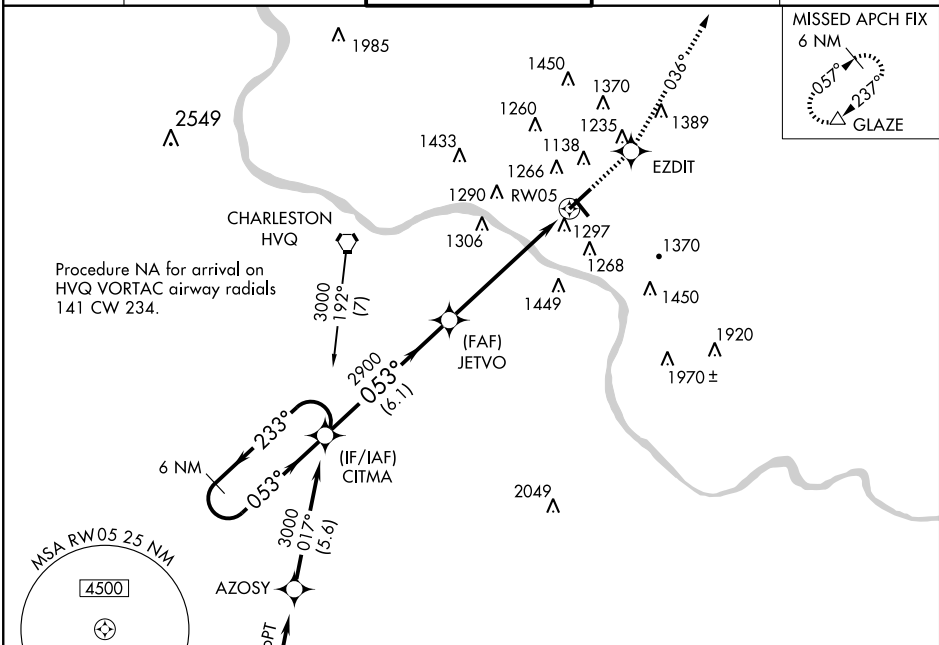 MISSED APCH FIX
6 NM
057°
237°
GLAZE
1985
036°
1450
1370
2549
1260
1235
1389
1433
1138
1266
EZDIT
1290
RW05
CHARLESTON
HVQ
1306
1297
1268
1370
Procedure NA for arrival on
HVQ VORTAC airway radials
141 CW 234.
3000
192°
(7)
1449
1450
(FAF)
JETVO
1920
1970 ±
2900
053°
(6.1)
233°
6 NM
053°
(IF/IAF)
CITMA
2049
3000
017°
(5.6)
MSA RW05 25 NM
4500
AZOSY